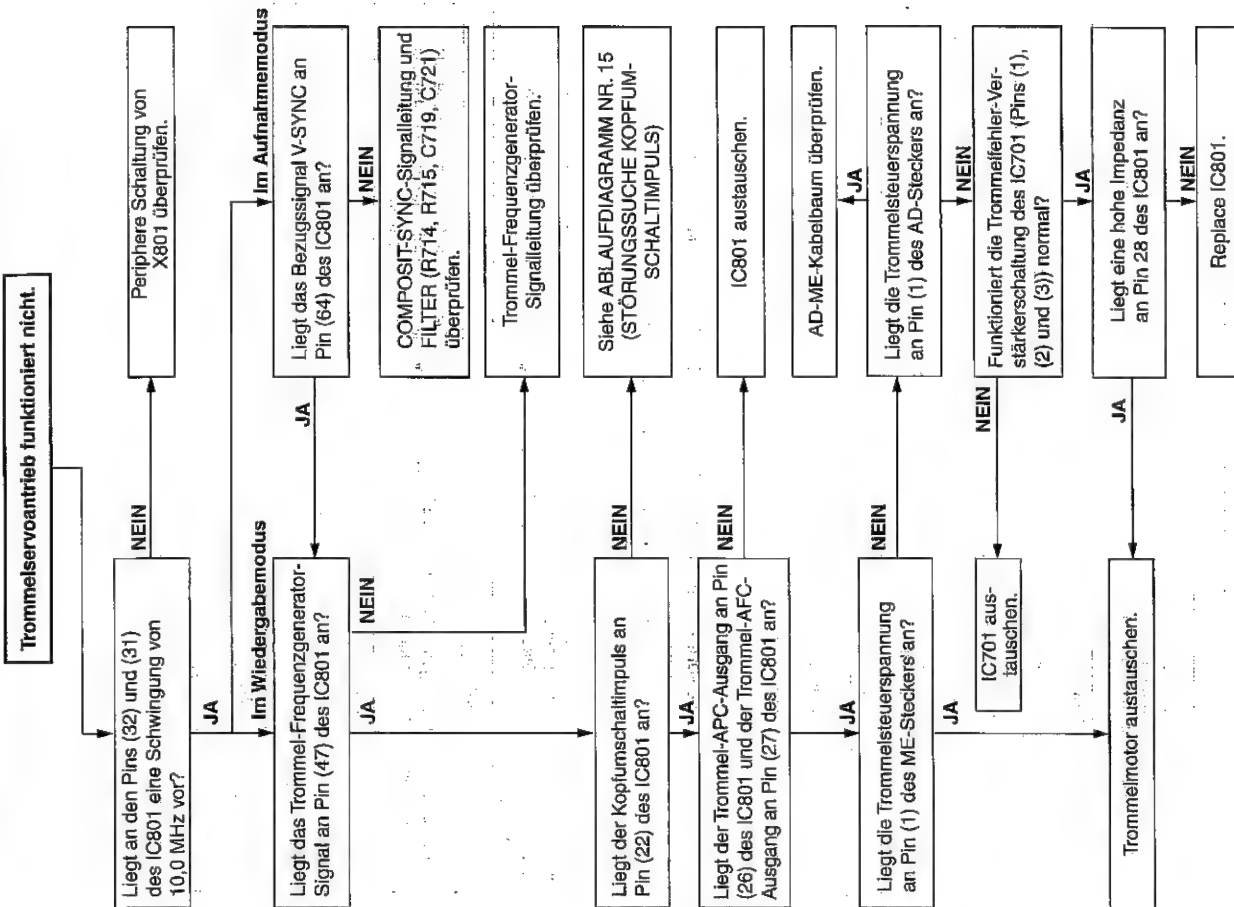 Trommelservoantrieb funktioniert nicht.
Liegt an den Pins (32) und (31)
des IC801 eine Schwingung von
10,0 MHz vor?
NEIN
Periphere Schaltung von
X801 überprüfen.
JA
Im Aufnahmemodus
Liegt das Bezugssignal V-SYNC an
Pin (64) des IC801 an?
JA
NEIN
COMPOSIT-SYNC-Signalleitung und
FILTER (R714, R715, C719, C721)
überprüfen.
Im Wiedergabemodus
Liegt das Trommel-Frequenzgenerator-
Signal an Pin (47) des IC801 an?
NEIN
Trommel-Frequenzgenerator-
Signalleitung überprüfen.
JA
Liegt der Kopfumschaltimpuls an
Pin (22) des IC801 an?
NEIN
Siehe ABLAUFDIAGRAMM NR. 15
(STÖRUNGSSUCHE KOPFUM-
SCHALTIMPULS)
JA
Liegt der Trommel-APC-Ausgang an Pin
(26) des IC801 und der Trommel-AFC-
Ausgang an Pin (27) des IC801 an?
NEIN
IC801 austauschen.
JA
Liegt die Trommelsteuerspannung
an Pin (1) des ME-Steckers an?
NEIN
Liegt die Trommelsteuerspannung
an Pin (1) des AD-Steckers an?
JA
AD-ME-Kabelbaum überprüfen.
NEIN
Funktioniert die Trommelfehler-Ver-
stärkerschaltung des IC701 (Pins (1),
(2) und (3)) normal?
NEIN
IC701 aus-
tauschen.
JA
Liegt eine hohe Impedanz
an Pin 28 des IC801 an?
JA
NEIN
Replace IC801.
JA
Trommelmotor austauschen.